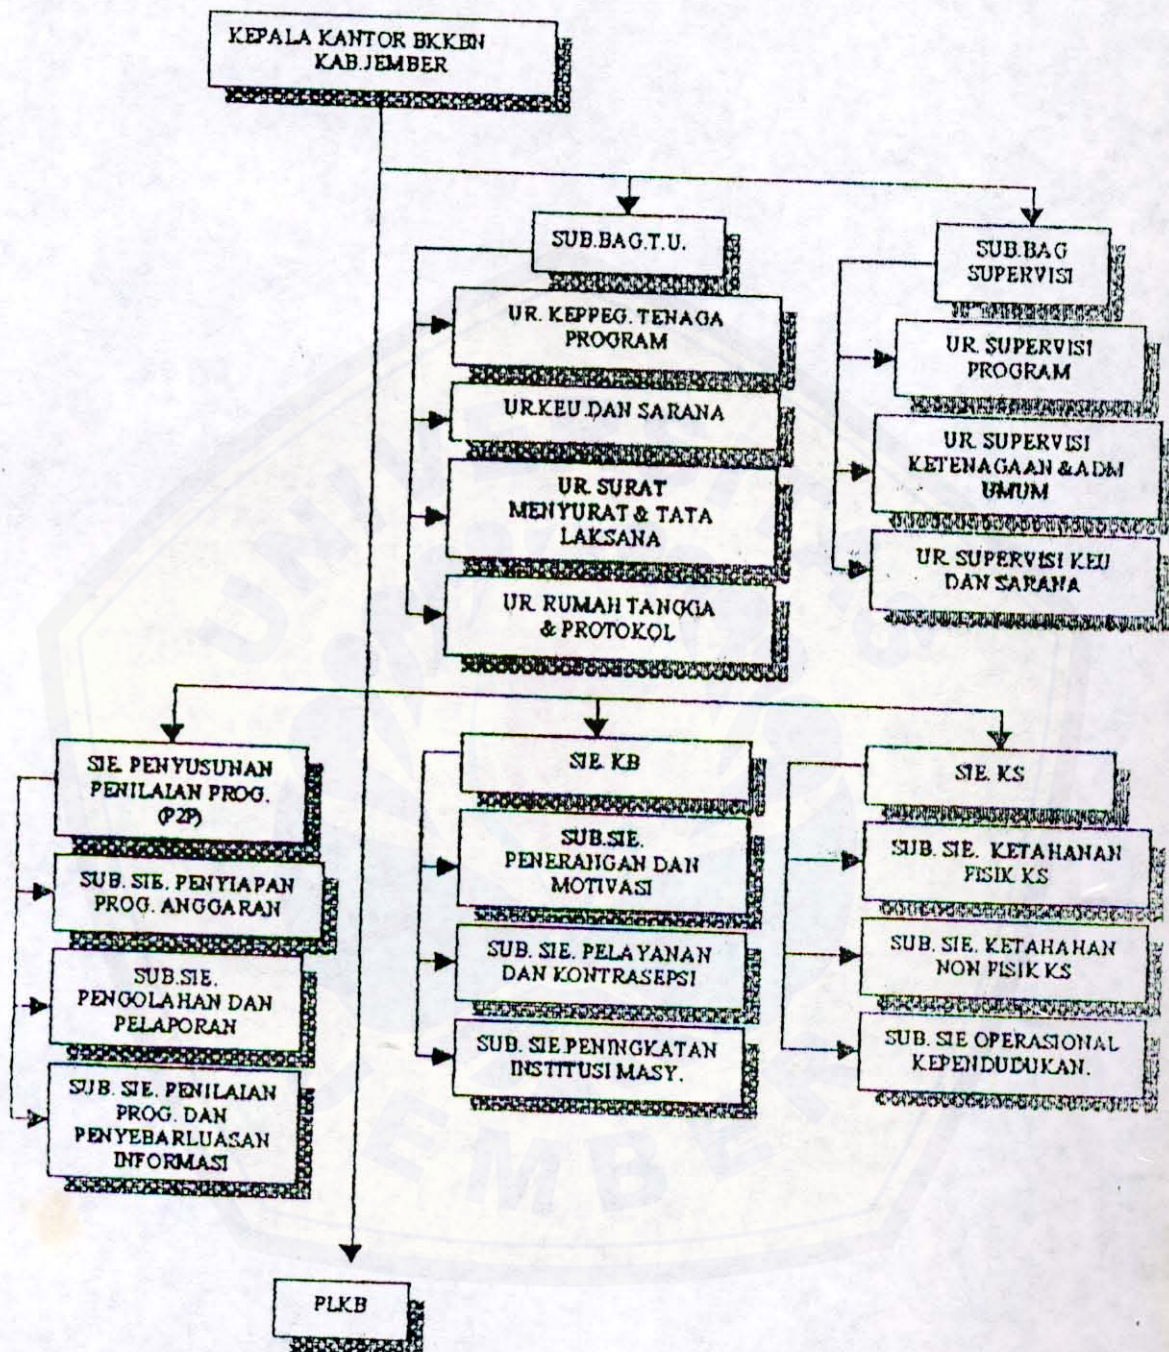 KEPALA KANTOR BKKBN
KAB.JEMBER
SUB.BAG.T.U.
UR. KEPPEG. TENAGA
PROGRAM
UR.KEU.DAN SARANA
UR. SURAT
MENYURAT & TATA
LAKSANA
UR. RUMAH TANGGA
& PROTOKOL
SUB.BAG
SUPERVISI
UR. SUPERVISI
PROGRAM
UR. SUPERVISI
KETENAGAAN &ADM
UMUM
UR. SUPERVISI KEU
DAN SARANA
SIE. PENYUSUNAN
PENILAIAN PROG.
(P2P)
SUB. SIE. PENYIAPAN
PROG. ANGGARAN
SUB.SIE.
PENGOLAHAN DAN
PELAPORAN
SUB. SIE. PENILAIAN
PROG. DAN
PENYEBARLUASAN
INFORMASI
SIE. KB
SUB.SIE.
PENERANGAN DAN
MOTIVASI
SUB. SIE. PELAYANAN
DAN KONTRASEPSI
SUB. SIE PENINGKATAN
INSTITUSI MASY.
SIE. KS
SUB. SIE. KETAHANAN
FISIK KS
SUB. SIE. KETAHAHAN
NON FISIK KS
SUB. SIE OPERASIONAL
KEPENDUDUKAN.
PLKB
UNIVERSITAS
JEMBER